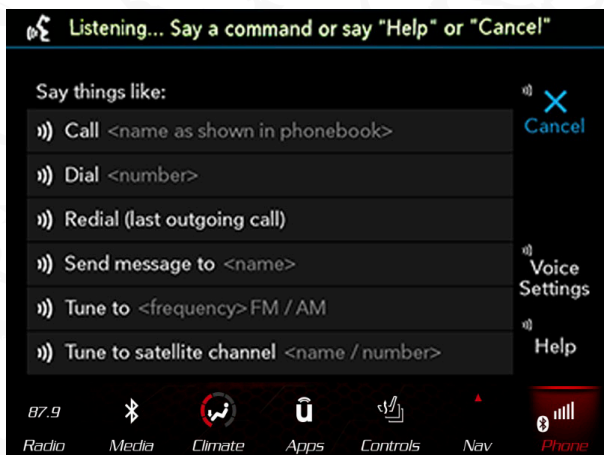 Listening... Say a command or say "Help" or "Cancel"
Say things like:
Call <name as shown in phonebook>
Dial <number>
Redial (last outgoing call)
Send message to <name>
Tune to <frequency> FM / AM
Tune to satellite channel <name / number>
Cancel
Voice
Settings
Help
87.9
û
Radio Media Climate Apps Controls Nav Phone